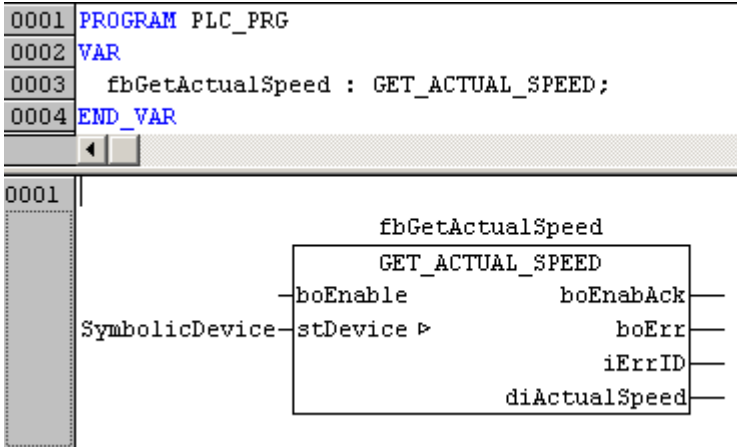 0001 PROGRAM PLC_PRG
0002 VAR
0003 fbGetActualSpeed : GET_ACTUAL_SPEED;
0004 END_VAR
0001
fbGetActualSpeed
GET_ACTUAL_SPEED
boEnable boEnabAck
SymbolicDevice stDevice boErr
iErrID
diActualSpeed